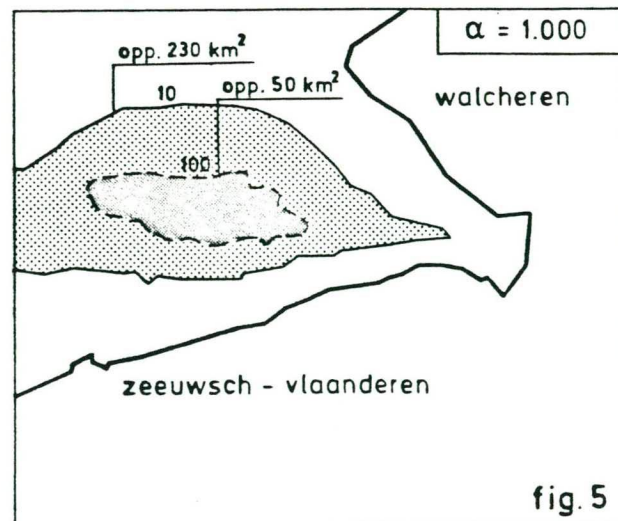 α = 1.000
opp. 230 km²
10
opp. 50 km²
100
walcheren
zeeuwsch - vlaanderen
fig. 5